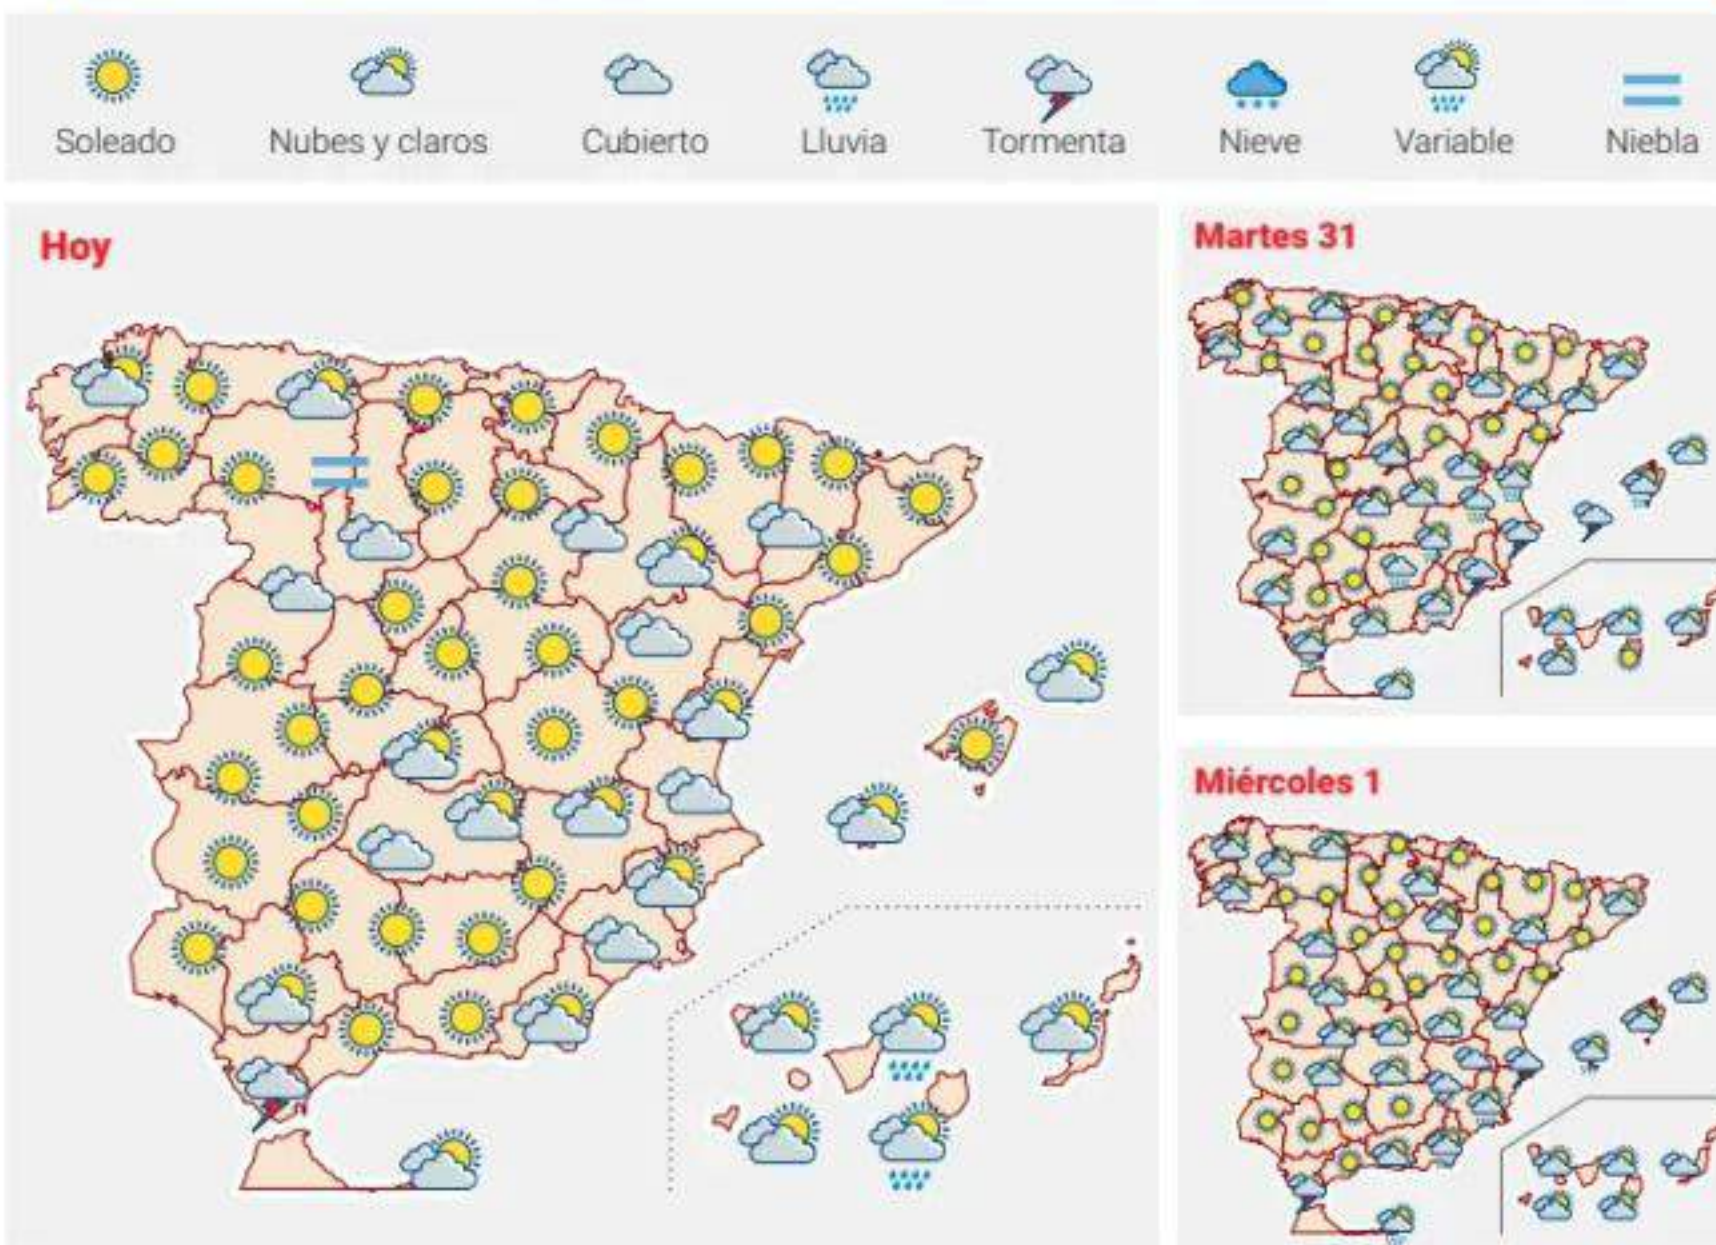 Soleado
Nubes y claros
Cubierto
Lluvia
Tormenta
Nieve
Variable
Niebla
Hoy
Martes 31
Miércoles 1